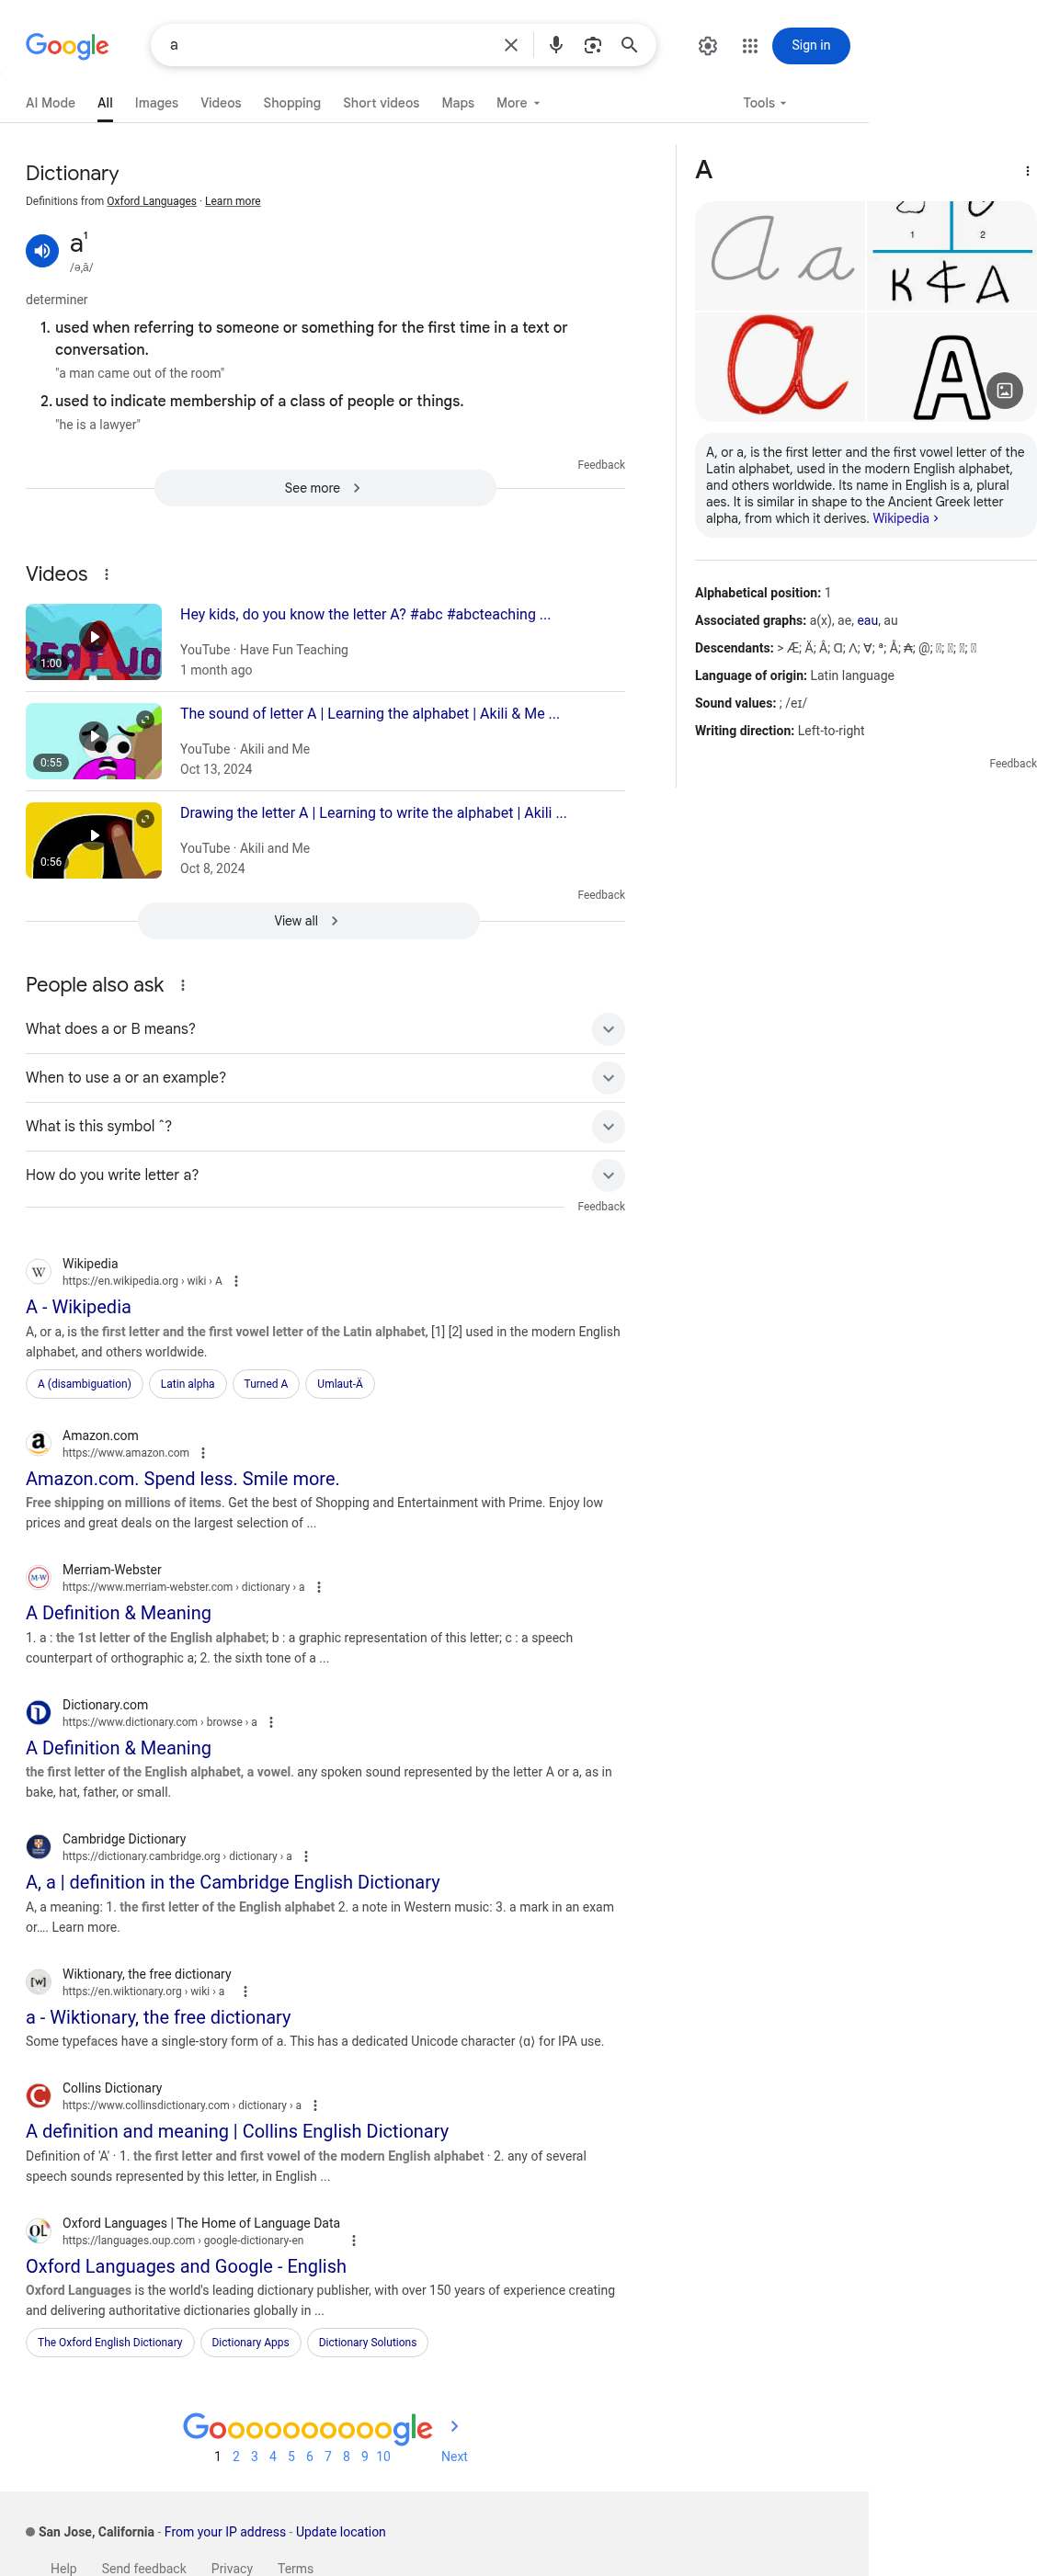 Google
a
Sign in
AI Mode
All
Images
Videos
Shopping
Short videos
Maps
More
Tools
Dictionary
Definitions from Oxford Languages · Learn more
a¹
/ə,ā/
determiner
1. used when referring to someone or something for the first time in a text or
conversation.
"a man came out of the room"
2. used to indicate membership of a class of people or things.
"he is a lawyer"
Feedback
See more
Videos
1:00
Hey kids, do you know the letter A? #abc #abcteaching ...
YouTube · Have Fun Teaching
1 month ago
0:55
The sound of letter A | Learning the alphabet | Akili & Me ...
YouTube · Akili and Me
Oct 13, 2024
0:56
Drawing the letter A | Learning to write the alphabet | Akili ...
YouTube · Akili and Me
Oct 8, 2024
Feedback
View all
People also ask
What does a or B means?
When to use a or an example?
What is this symbol ˆ?
How do you write letter a?
Feedback
Wikipedia
https://en.wikipedia.org › wiki › A
A - Wikipedia
A, or a, is the first letter and the first vowel letter of the Latin alphabet, [1] [2] used in the modern English
alphabet, and others worldwide.
A (disambiguation)
Latin alpha
Turned A
Umlaut-Ä
Amazon.com
https://www.amazon.com
Amazon.com. Spend less. Smile more.
Free shipping on millions of items. Get the best of Shopping and Entertainment with Prime. Enjoy low
prices and great deals on the largest selection of ...
Merriam-Webster
https://www.merriam-webster.com › dictionary › a
A Definition & Meaning
1. a : the 1st letter of the English alphabet; b : a graphic representation of this letter; c : a speech
counterpart of orthographic a; 2. the sixth tone of a ...
Dictionary.com
https://www.dictionary.com › browse › a
A Definition & Meaning
the first letter of the English alphabet, a vowel. any spoken sound represented by the letter A or a, as in
bake, hat, father, or small.
Cambridge Dictionary
https://dictionary.cambridge.org › dictionary › a
A, a | definition in the Cambridge English Dictionary
A, a meaning: 1. the first letter of the English alphabet 2. a note in Western music: 3. a mark in an exam
or.... Learn more.
Wiktionary, the free dictionary
https://en.wiktionary.org › wiki › a
a - Wiktionary, the free dictionary
Some typefaces have a single-story form of a. This has a dedicated Unicode character ⟨ɑ⟩ for IPA use.
Collins Dictionary
https://www.collinsdictionary.com › dictionary › a
A definition and meaning | Collins English Dictionary
Definition of 'A' · 1. the first letter and first vowel of the modern English alphabet · 2. any of several
speech sounds represented by this letter, in English ...
Oxford Languages | The Home of Language Data
https://languages.oup.com › google-dictionary-en
Oxford Languages and Google - English
Oxford Languages is the world's leading dictionary publisher, with over 150 years of experience creating
and delivering authoritative dictionaries globally in ...
The Oxford English Dictionary
Dictionary Apps
Dictionary Solutions
Goooooooooogle
1 2 3 4 5 6 7 8 9 10
Next
San Jose, California - From your IP address - Update location
Help
Send feedback
Privacy
Terms
A
A a
1 2
K & A
a
A
A, or a, is the first letter and the first vowel letter of the
Latin alphabet, used in the modern English alphabet,
and others worldwide. Its name in English is a, plural
aes. It is similar in shape to the Ancient Greek letter
alpha, from which it derives. Wikipedia
Alphabetical position: 1
Associated graphs: a(x), ae, eau, au
Descendants: > Æ; Ä; Â; Ɑ; Λ; Ɐ; ª; Å; ₳; @;
Language of origin: Latin language
Sound values: ; /eɪ/
Writing direction: Left-to-right
Feedback